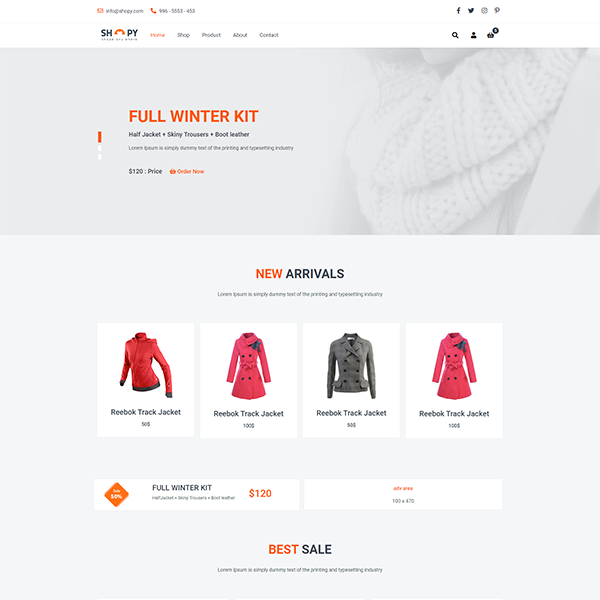 info@shopy.com 996 - 5553 - 453
SHOPY
Home Shop Product About Contact
0
FULL WINTER KIT
Half Jacket + Skiny Trousers + Boot leather
Lorem Ipsum is simply dummy text of the printing and typesetting industry
$120 : Price Order Now
NEW ARRIVALS
Lorem Ipsum is simply dummy text of the printing and typesetting industry
Reebok Track Jacket Reebok Track Jacket Reebok Track Jacket Reebok Track Jacket
50$ 100$ 50$ 100$
Sale
50%
FULL WINTER KIT
HalfJacket + Skiny Trousers + Boot leather
$120
adv area
100 x 470
BEST SALE
Lorem Ipsum is simply dummy text of the printing and typesetting industry